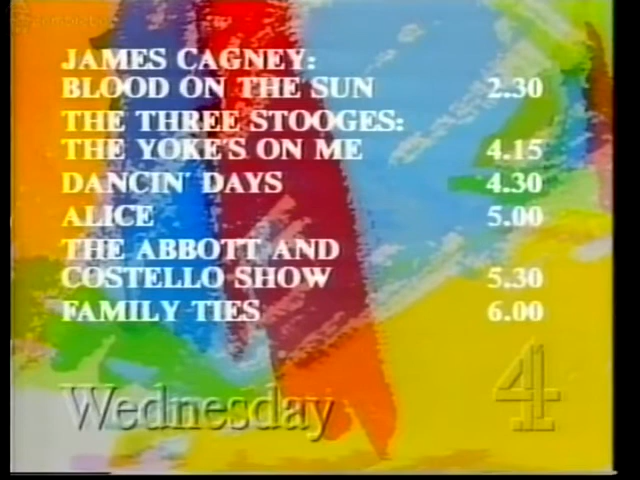 JAMES CAGNEY:
BLOOD ON THE SUN 2.30
THE THREE STOOGES:
THE YOKE'S ON ME 4.15
DANCIN' DAYS 4.30
ALICE 5.00
THE ABBOTT AND
COSTELLO SHOW 5.30
FAMILY TIES 6.00
Wednesday 4